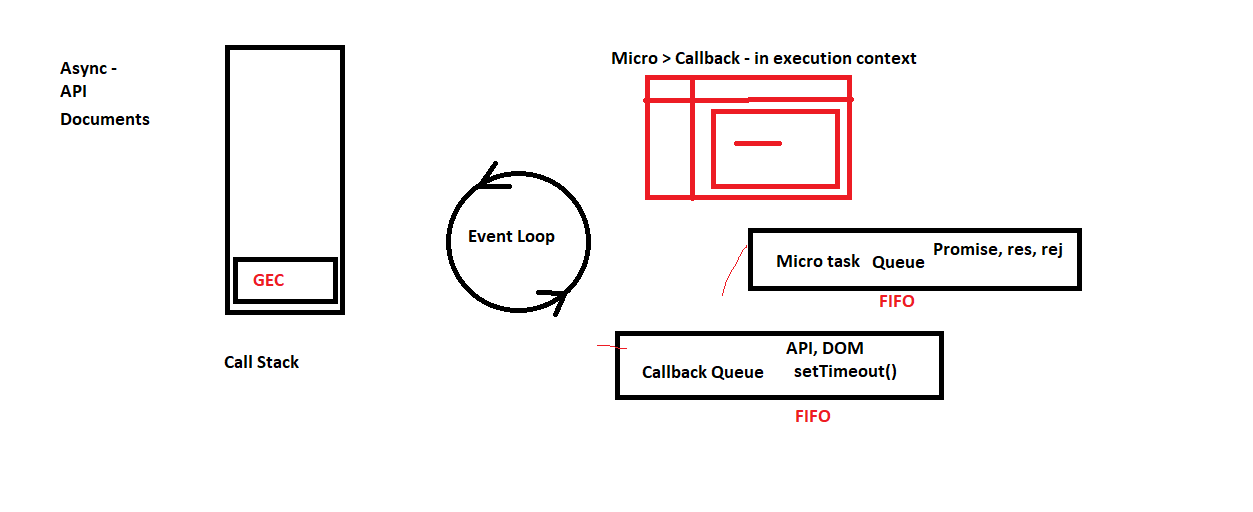 Async -
API
Documents
GEC
Call Stack
Event Loop
Micro > Callback - in execution context
Micro task Queue Promise, res, rej
FIFO
API, DOM
Callback Queue setTimeout()
FIFO